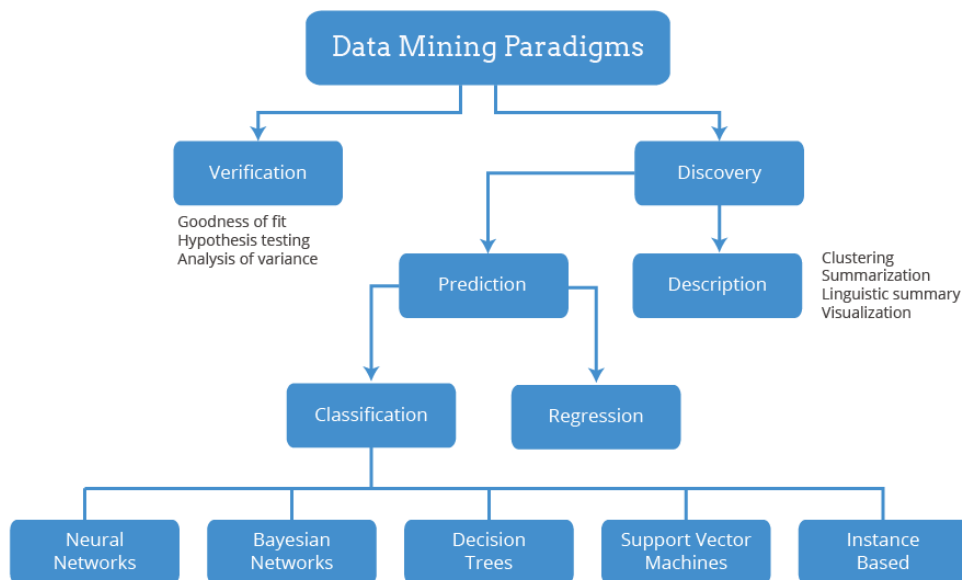 Data Mining Paradigms
Verification
Discovery
Goodness of fit
Hypothesis testing
Analysis of variance
Prediction
Description
Clustering
Summarization
Linguistic summary
Visualization
Classification
Regression
Neural
Networks
Bayesian
Networks
Decision
Trees
Support Vector
Machines
Instance
Based